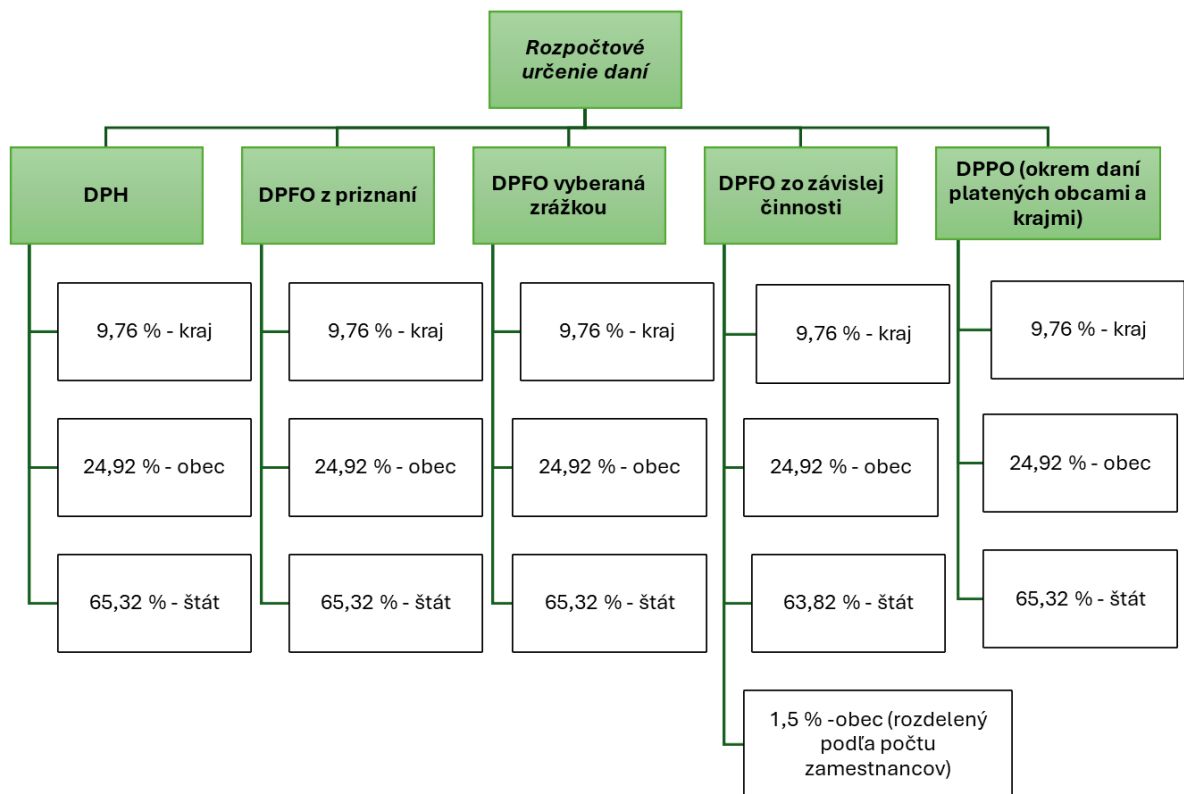 Rozpočtové
určenie daní
DPH
DPFO z priznaní
DPFO vyberaná
zrážkou
DPFO zo závislej
činnosti
DPPO (okrem daní
platených obcami a
krajmi)
9,76 % - kraj
9,76 % - kraj
9,76 % - kraj
9,76 % - kraj
9,76 % - kraj
24,92 % - obec
24,92 % - obec
24,92 % - obec
24,92 % - obec
24,92 % - obec
65,32 % - štát
65,32 % - štát
65,32 % - štát
63,82 % - štát
65,32 % - štát
1,5 % -obec (rozdelený
podľa počtu
zamestnancov)